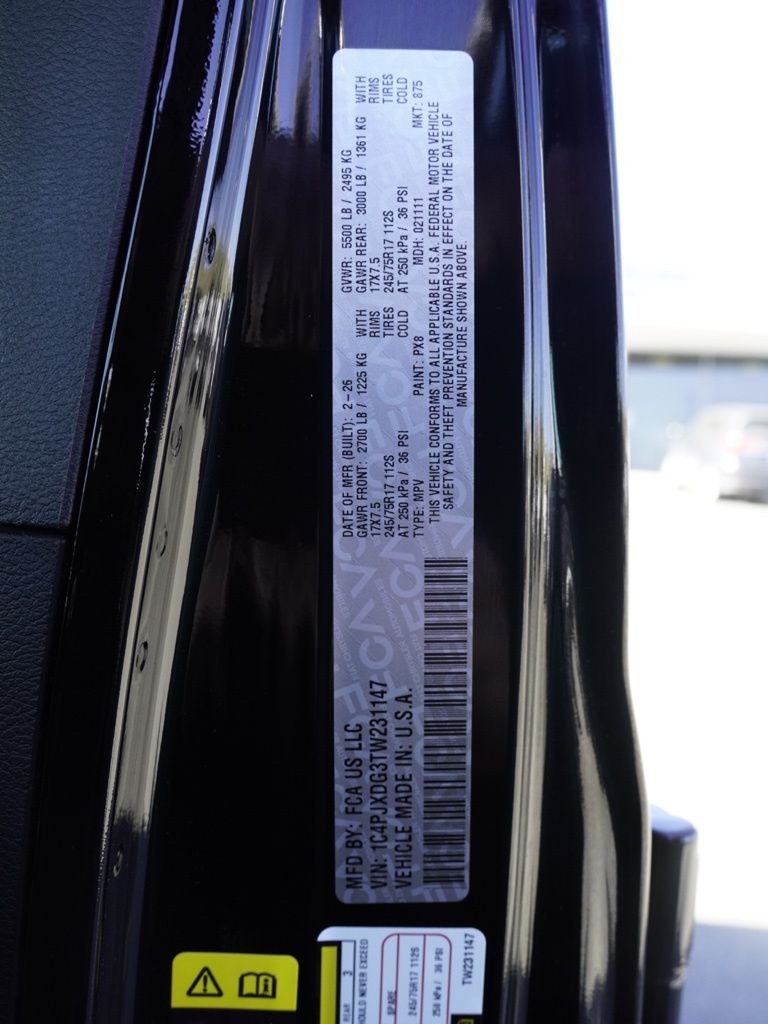 MFD BY: FCA US LLC
VIN: 1C4PJXDG3TW231147
VEHICLE MADE IN: U.S.A.
DATE OF MFR (BUILT): 2-26 GVWR: 5500 LB / 2495 KG
GAWR FRONT: 2700 LB / 1225 KG WITH GAWR REAR: 3000 LB / 1361 KG WITH
17X7.5 RIMS 17X7.5 RIMS
245/75R17 112S TIRES 245/75R17 112S TIRES
AT 250 kPa / 36 PSI COLD AT 250 kPa / 36 PSI COLD
TYPE: MPV PAINT: PX8 MDH: 021111 MKT: 875
THIS VEHICLE CONFORMS TO ALL APPLICABLE U.S.A. FEDERAL MOTOR VEHICLE
SAFETY AND THEFT PREVENTION STANDARDS IN EFFECT ON THE DATE OF
MANUFACTURE SHOWN ABOVE.
REAR 3
HOULD NEVER EXCEED
SPARE
245/75R17 112S
250 kPa / 36 PSI
TW231147